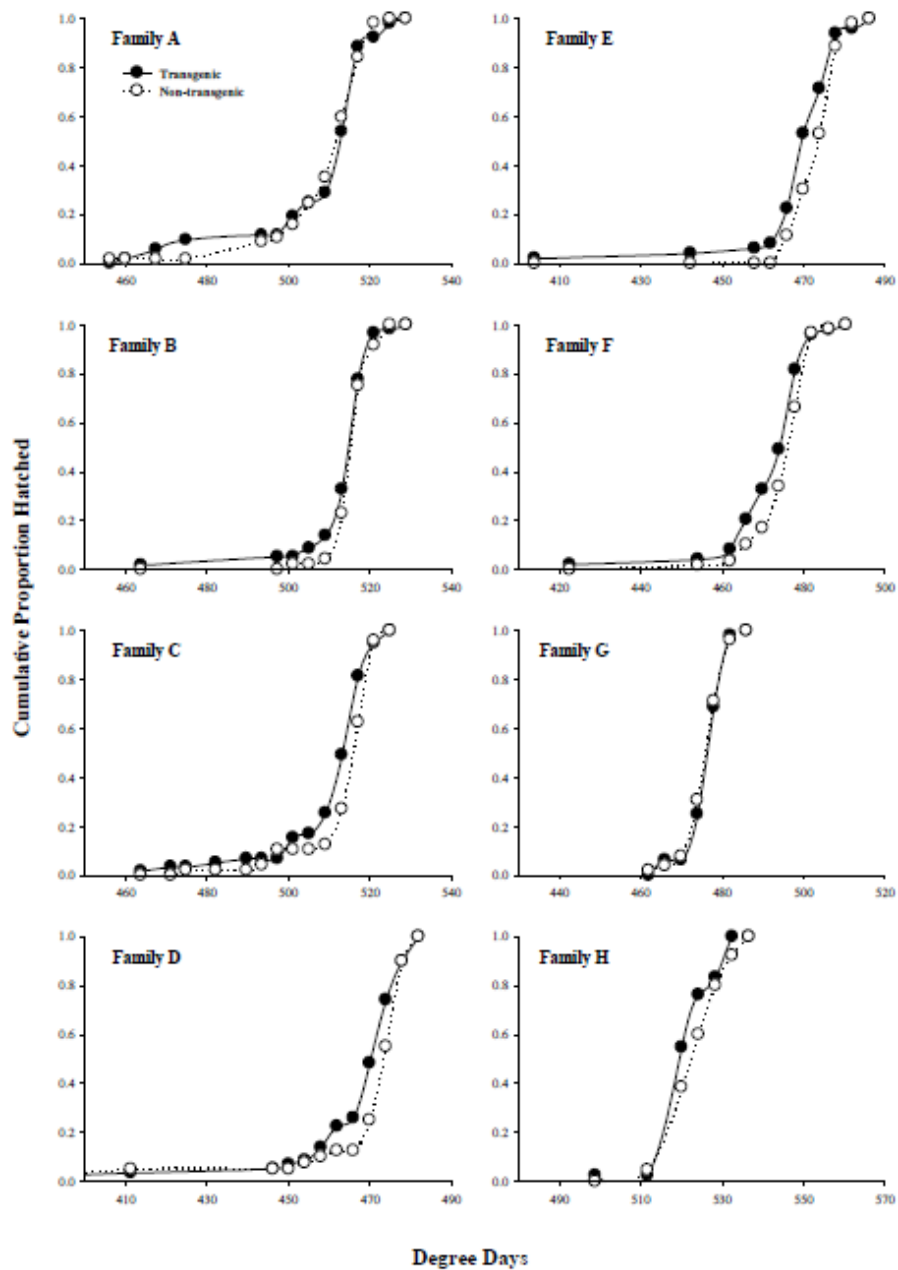 Family A
Transgenic
Non-transgenic
1.0
0.8
0.6
0.4
0.2
0.0
460 480 500 520 540
Family E
1.0
0.8
0.6
0.4
0.2
0.0
410 430 450 470 490
Family B
1.0
0.8
0.6
0.4
0.2
0.0
460 480 500 520 540
Family F
1.0
0.8
0.6
0.4
0.2
0.0
420 440 460 480 500
Cumulative Proportion Hatched
Family C
1.0
0.8
0.6
0.4
0.2
0.0
460 480 500 520 540
Family G
1.0
0.8
0.6
0.4
0.2
0.0
440 460 480 500 520
Family D
1.0
0.8
0.6
0.4
0.2
0.0
410 430 450 470 490
Family H
1.0
0.8
0.6
0.4
0.2
0.0
490 510 530 550 570
Degree Days